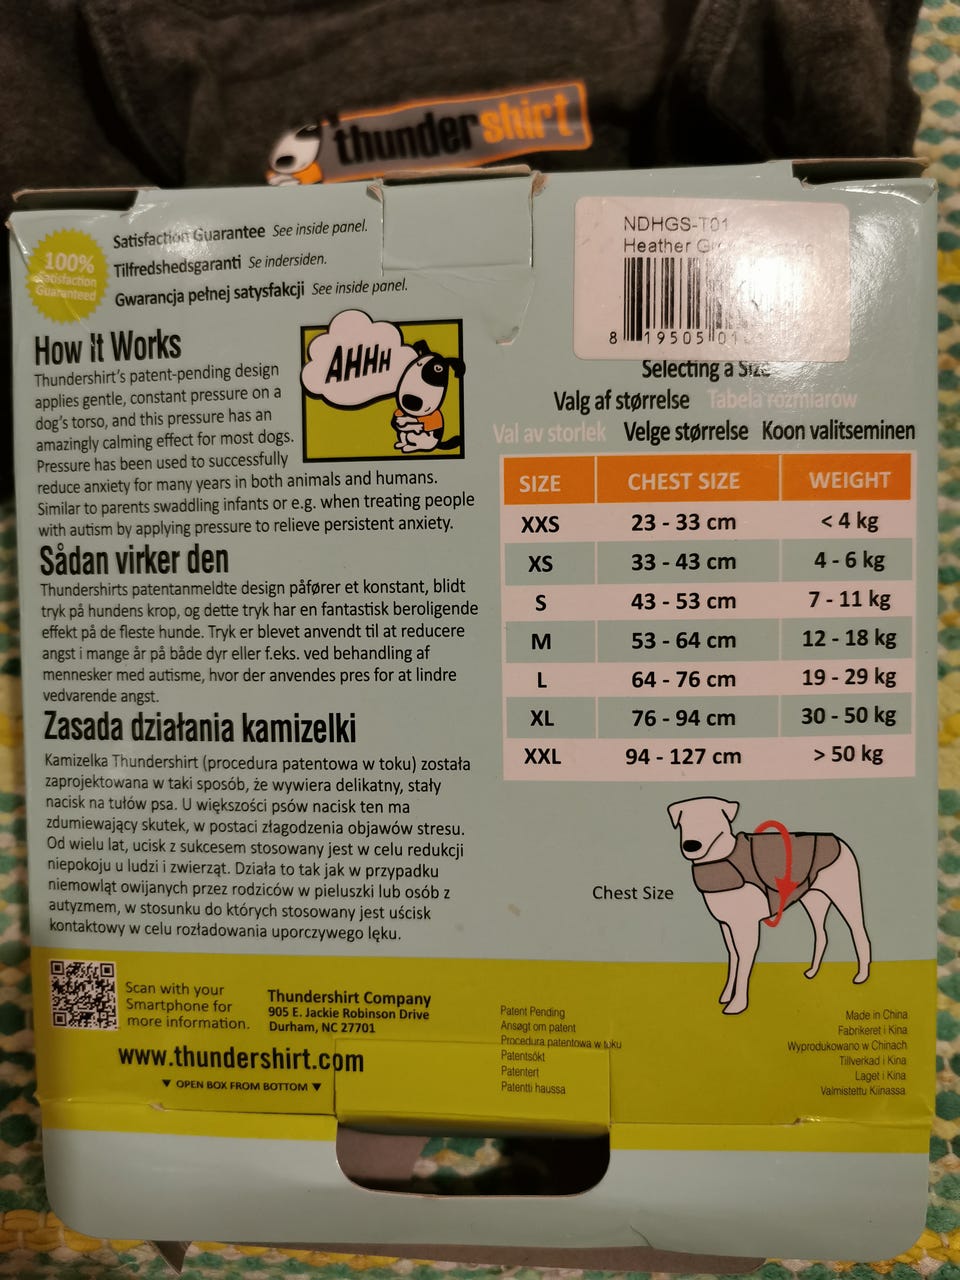 thundershirt
100%
Satisfaction
Guaranteed
Satisfaction Guarantee See inside panel.
Tilfredshedsgaranti Se indersiden.
Gwarancja pełnej satysfakcji See inside panel.
NDHGS-T01
Heather
8 19505 01
How it Works
Thundershirt's patent-pending design
applies gentle, constant pressure on a
dog's torso, and this pressure has an
amazingly calming effect for most dogs.
Pressure has been used to successfully
reduce anxiety for many years in both animals and humans.
Similar to parents swaddling infants or e.g. when treating people
with autism by applying pressure to relieve persistent anxiety.
AHHH
Sådan virker den
Thundershirts patentanmeldte design påfører et konstant, blidt
tryk på hundens krop, og dette tryk har en fantastisk beroligende
effekt på de fleste hunde. Tryk er blevet anvendt til at reducere
angst i mange år på både dyr eller f.eks. ved behandling af
mennesker med autisme, hvor der anvendes pres for at lindre
vedvarende angst.
Zasada działania kamizelki
Kamizelka Thundershirt (procedura patentowa w toku) została
zaprojektowana w taki sposób, że wywiera delikatny, stały
nacisk na tułów psa. U większości psów nacisk ten ma
zdumiewający skutek, w postaci złagodzenia objawów stresu.
Od wielu lat, ucisk z sukcesem stosowany jest w celu redukcji
niepokoju u ludzi i zwierząt. Działa to tak jak w przypadku
niemowląt owijanych przez rodziców w pieluszki lub osób z
autyzmem, w stosunku do których stosowany jest uścisk
kontaktowy w celu rozładowania uporczywego lęku.
Selecting a Size
Valg af størrelse Tabela rozmiarów
Val av storlek Velge størrelse Koon valitseminen
SIZE CHEST SIZE WEIGHT
XXS 23 - 33 cm < 4 kg
XS 33 - 43 cm 4 - 6 kg
S 43 - 53 cm 7 - 11 kg
M 53 - 64 cm 12 - 18 kg
L 64 - 76 cm 19 - 29 kg
XL 76 - 94 cm 30 - 50 kg
XXL 94 - 127 cm > 50 kg
Chest Size
Scan with your
Smartphone for
more information.
Thundershirt Company
905 E. Jackie Robinson Drive
Durham, NC 27701
www.thundershirt.com
▼ OPEN BOX FROM BOTTOM ▼
Patent Pending
Ansøgt om patent
Procedura patentowa w toku
Patentsökt
Patentert
Patentti haussa
Made in China
Fabrikeret i Kina
Wyprodukowano w Chinach
Tillverkad i Kina
Laget i Kina
Valmistettu Kiinassa